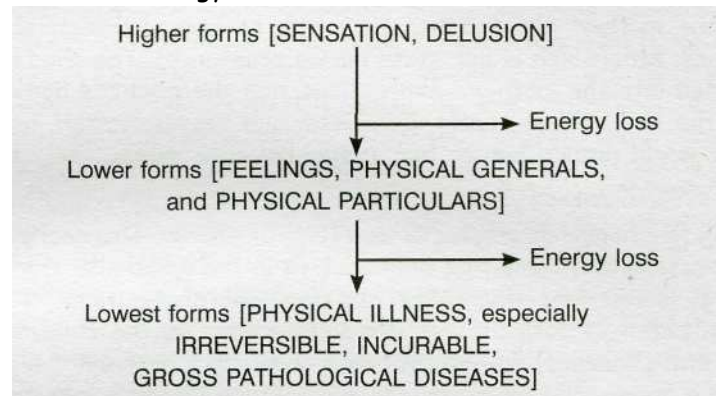 Higher forms [SENSATION, DELUSION]
Energy loss
Lower forms [FEELINGS, PHYSICAL GENERALS,
and PHYSICAL PARTICULARS]
Energy loss
Lowest forms [PHYSICAL ILLNESS, especially
IRREVERSIBLE, INCURABLE,
GROSS PATHOLOGICAL DISEASES]